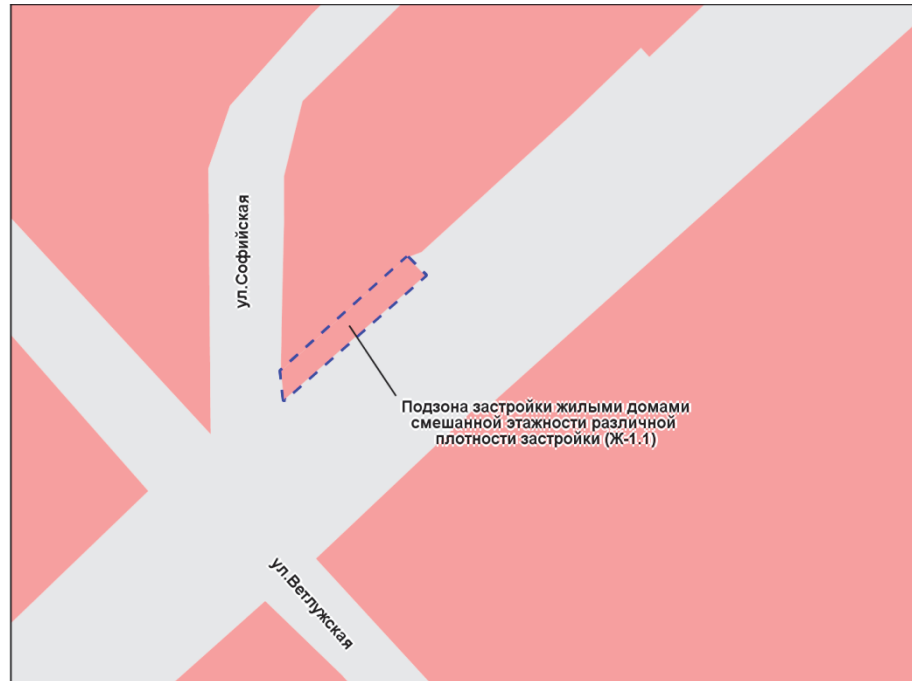 ул.Софийская
Подзона застройки жилыми домами
смешанной этажности различной
плотности застройки (Ж-1.1)
ул.Ветлужская